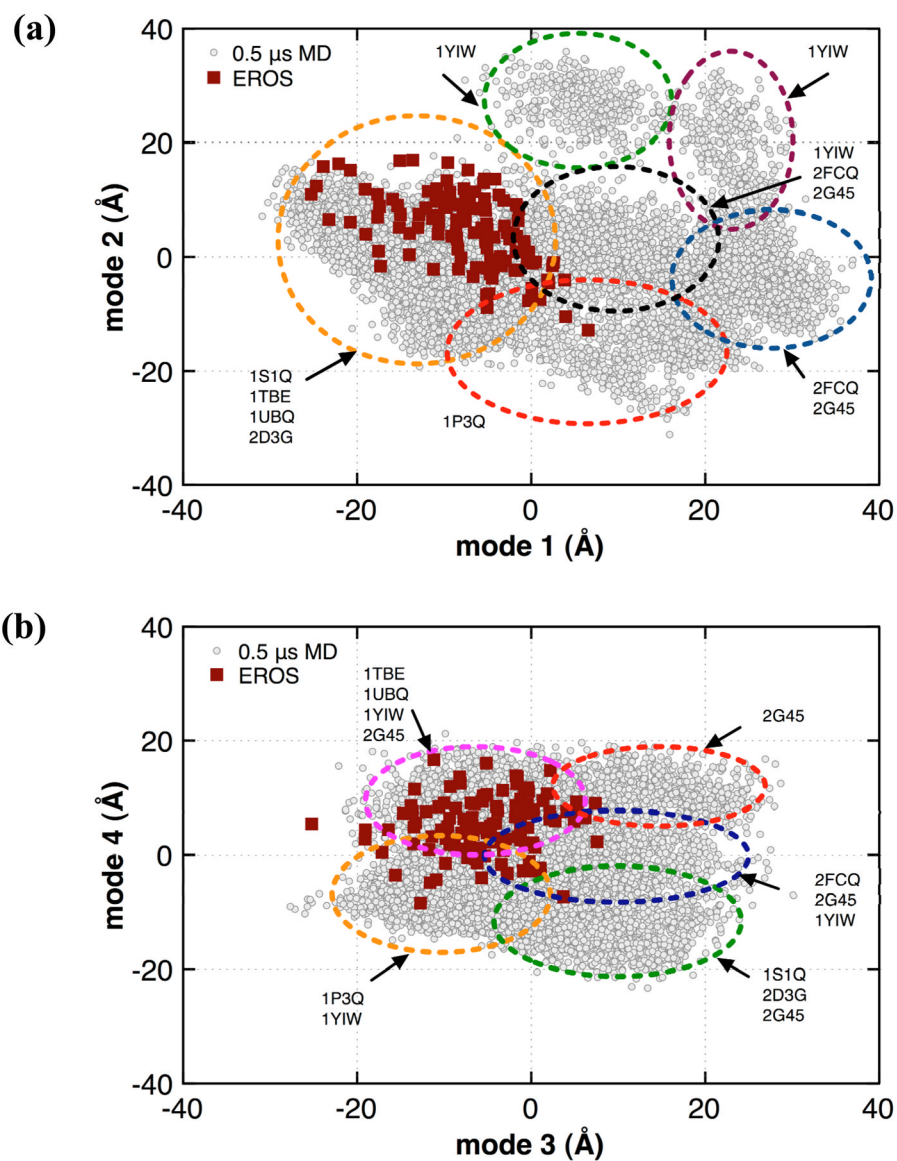 (a)
40
0.5 µs MD
EROS
1YIW
1YIW
20
1YIW
2FCQ
2G45
mode 2 (Å)
0
-20
1S1Q
1TBE
1UBQ
2D3G
1P3Q
2FCQ
2G45
-40
-40
-20
0
20
40
mode 1 (Å)
(b)
40
0.5 µs MD
EROS
1TBE
1UBQ
1YIW
2G45
2G45
20
mode 4 (Å)
0
2FCQ
2G45
1YIW
-20
1P3Q
1YIW
1S1Q
2D3G
2G45
-40
-40
-20
0
20
40
mode 3 (Å)